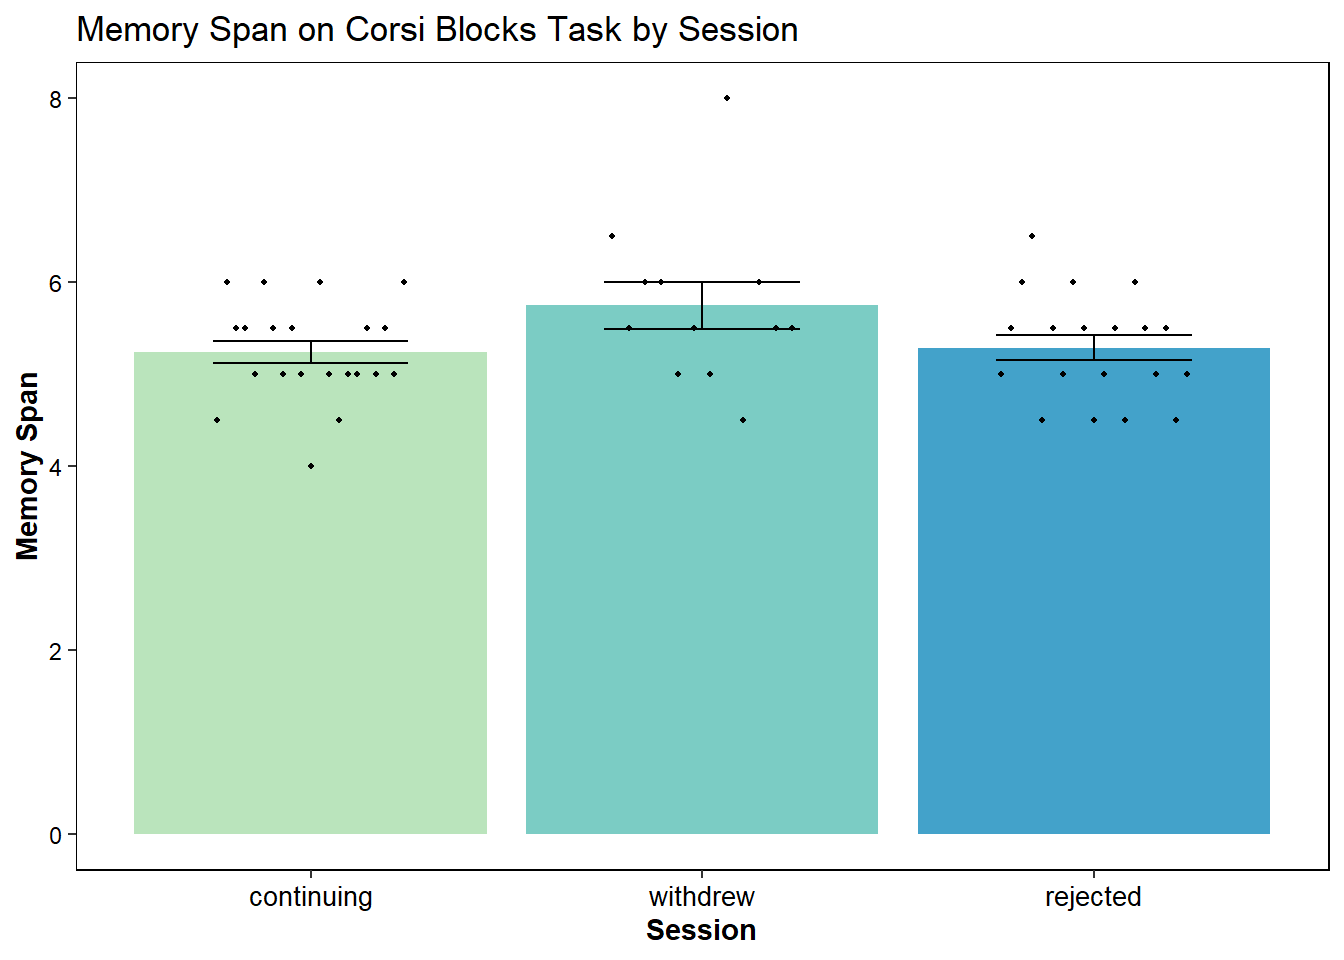 Memory Span on Corsi Blocks Task by Session
8
6
4
2
0
Memory Span
continuing
withdrew
rejected
Session